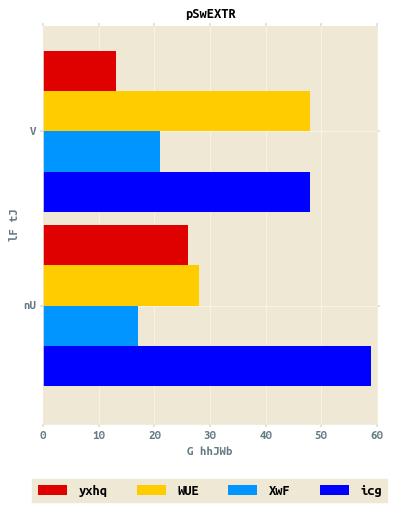 pSwEXTR
V
nU
lF tJ
0 10 20 30 40 50 60
G hhJWb
yxhq WUE XwF icg